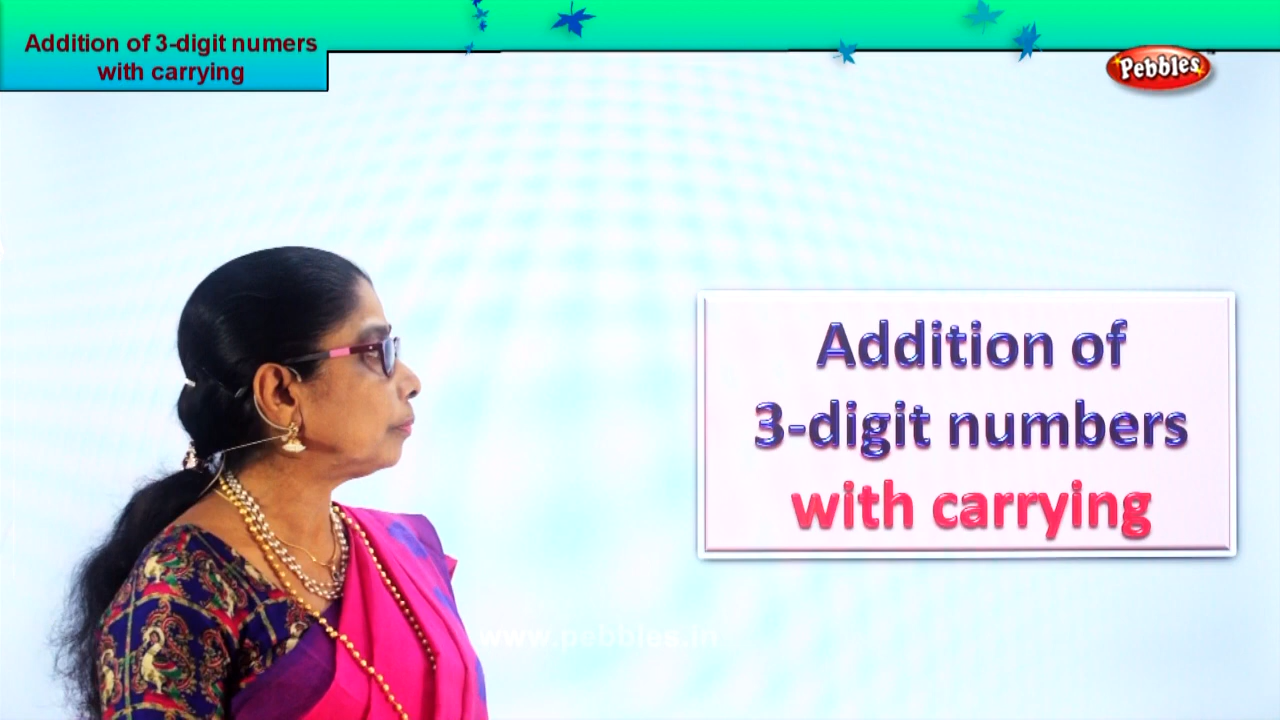 Addition of 3-digit numers
with carrying
Pebbles
Addition of
3-digit numbers
with carrying
www.pebbles.in